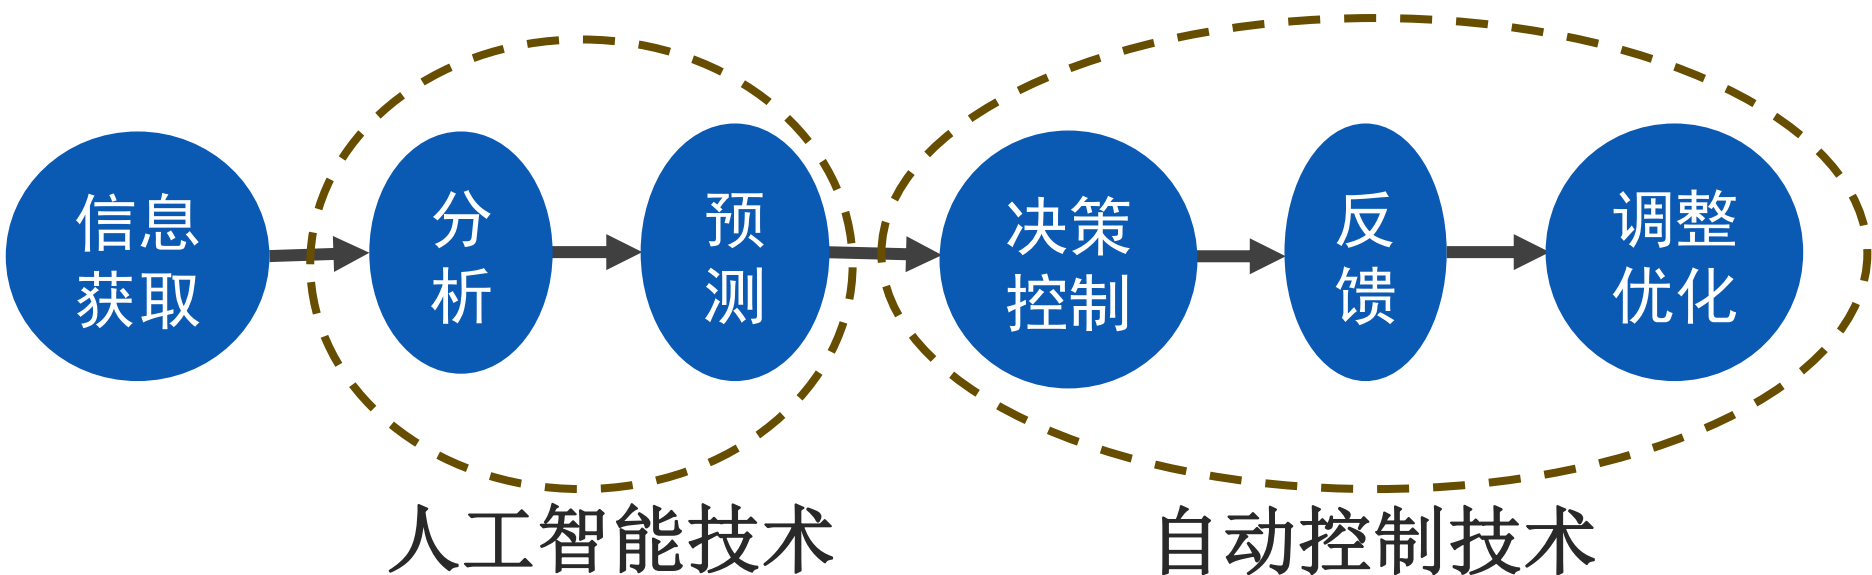 信息
获取
分
析
预
测
决策
控制
反
馈
调整
优化
人工智能技术
自动控制技术